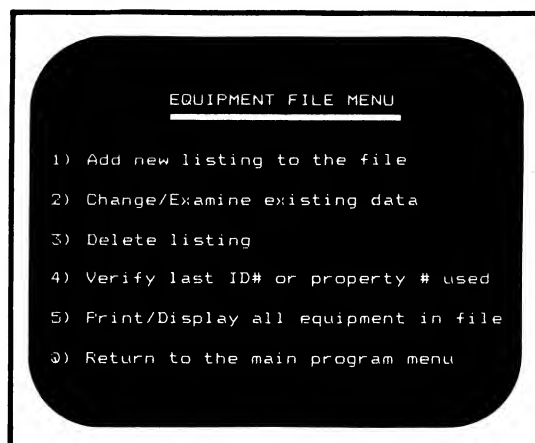 EQUIPMENT FILE MENU
1) Add new listing to the file
2) Change/Examine existing data
3) Delete listing
4) Verify last ID# or property # used
5) Print/Display all equipment in file
0) Return to the main program menu